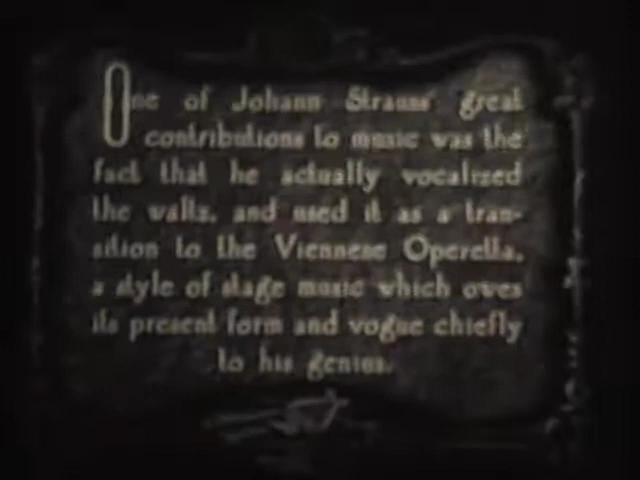 One of Johann Strauss' great
contributions to music was the
fact that he actually vocalized
the waltz, and used it as a tran-
sition to the Viennese Operetta,
a style of stage music which owes
its present form and vogue chiefly
to his genius.